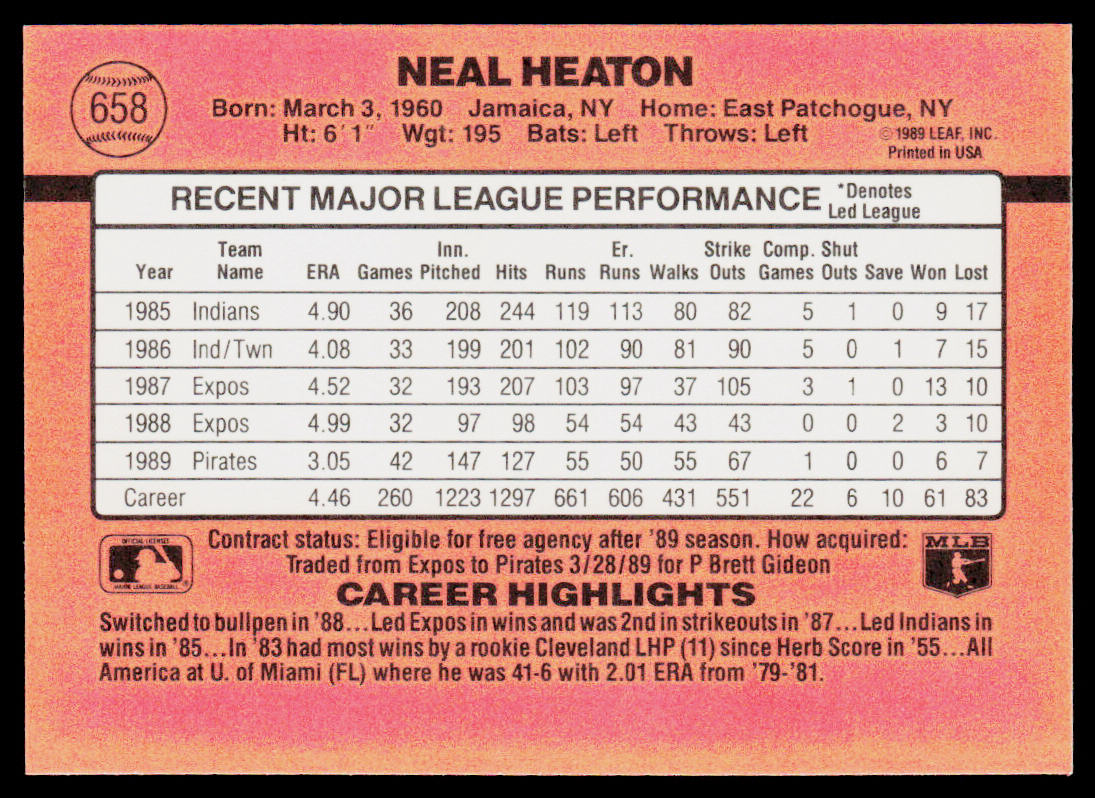 NEAL HEATON
658
Born: March 3, 1960 Jamaica, NY Home: East Patchogue, NY
Ht: 6' 1" Wgt: 195 Bats: Left Throws: Left
© 1989 LEAF, INC.
Printed in USA
RECENT MAJOR LEAGUE PERFORMANCE *Denotes
Led League
Team Inn. Er. Strike Comp. Shut
Year Name ERA Games Pitched Hits Runs Runs Walks Outs Games Outs Save Won Lost
1985 Indians 4.90 36 208 244 119 113 80 82 5 1 0 9 17
1986 Ind/Twn 4.08 33 199 201 102 90 81 90 5 0 1 7 15
1987 Expos 4.52 32 193 207 103 97 37 105 3 1 0 13 10
1988 Expos 4.99 32 97 98 54 54 43 43 0 0 2 3 10
1989 Pirates 3.05 42 147 127 55 50 55 67 1 0 0 6 7
Career 4.46 260 1223 1297 661 606 431 551 22 6 10 61 83
OFFICIAL LICENSEE
MAJOR LEAGUE BASEBALL
Contract status: Eligible for free agency after '89 season. How acquired:
Traded from Expos to Pirates 3/28/89 for P Brett Gideon
MLB
CAREER HIGHLIGHTS
Switched to bullpen in '88...Led Expos in wins and was 2nd in strikeouts in '87...Led Indians in
wins in '85...In '83 had most wins by a rookie Cleveland LHP (11) since Herb Score in '55...All
America at U. of Miami (FL) where he was 41-6 with 2.01 ERA from '79-'81.